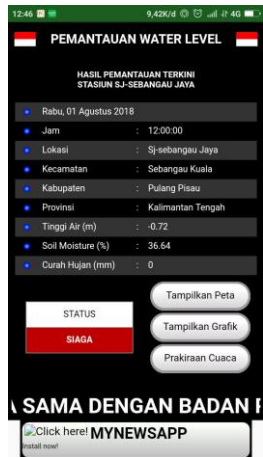 12:46 9,42K/d 4G
PEMANTAUAN WATER LEVEL
HASIL PEMANTAUAN TERKINI
STASIUN SJ-SEBANGAU JAYA
Rabu, 01 Agustus 2018
Jam : 12:00:00
Lokasi : Sj-sebangau Jaya
Kecamatan : Sebangau Kuala
Kabupaten : Pulang Pisau
Provinsi : Kalimantan Tengah
Tinggi Air (m) : -0.72
Soil Moisture (%) : 36.64
Curah Hujan (mm) : 0
STATUS
SIAGA
Tampilkan Peta
Tampilkan Grafik
Prakiraan Cuaca
SAMA DENGAN BADAN
Click here! MYNEWSAPP
Install now!